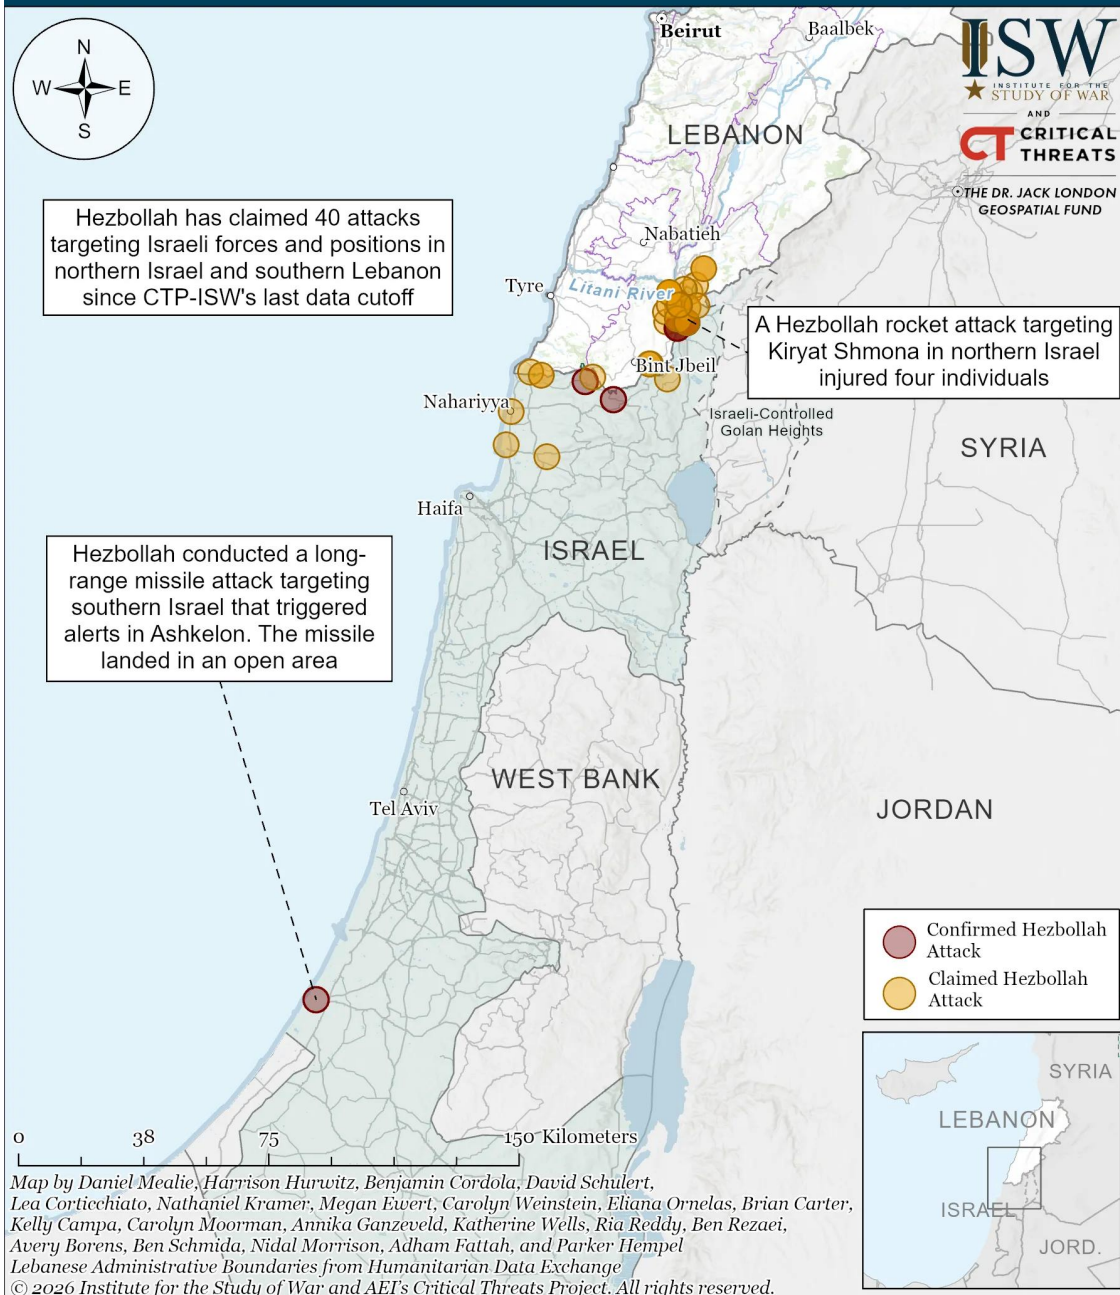 N
W
E
S
Beirut
Baalbek
ISW
INSTITUTE FOR THE
STUDY OF WAR
AND
CT CRITICAL
THREATS
THE DR. JACK LONDON
GEOSPATIAL FUND
LEBANON
Hezbollah has claimed 40 attacks
targeting Israeli forces and positions in
northern Israel and southern Lebanon
since CTP-ISW's last data cutoff
Nabatieh
Tyre
Litani River
A Hezbollah rocket attack targeting
Kiryat Shmona in northern Israel
injured four individuals
Bint Jbeil
Nahariyya
Israeli-Controlled
Golan Heights
SYRIA
Haifa
ISRAEL
Hezbollah conducted a long-
range missile attack targeting
southern Israel that triggered
alerts in Ashkelon. The missile
landed in an open area
WEST BANK
Tel Aviv
JORDAN
Confirmed Hezbollah
Attack
Claimed Hezbollah
Attack
SYRIA
LEBANON
ISRAEL
JORD.
0 38 75 150 Kilometers
Map by Daniel Mealie, Harrison Hurwitz, Benjamin Cordola, David Schulert,
Lea Corticchiato, Nathaniel Kramer, Megan Ewert, Carolyn Weinstein, Eliana Ornelas, Brian Carter,
Kelly Campa, Carolyn Moorman, Annika Ganzeveld, Katherine Wells, Ria Reddy, Ben Rezaei,
Avery Borens, Ben Schmida, Nidal Morrison, Adham Fattah, and Parker Hempel
Lebanese Administrative Boundaries from Humanitarian Data Exchange
© 2026 Institute for the Study of War and AEI's Critical Threats Project. All rights reserved.